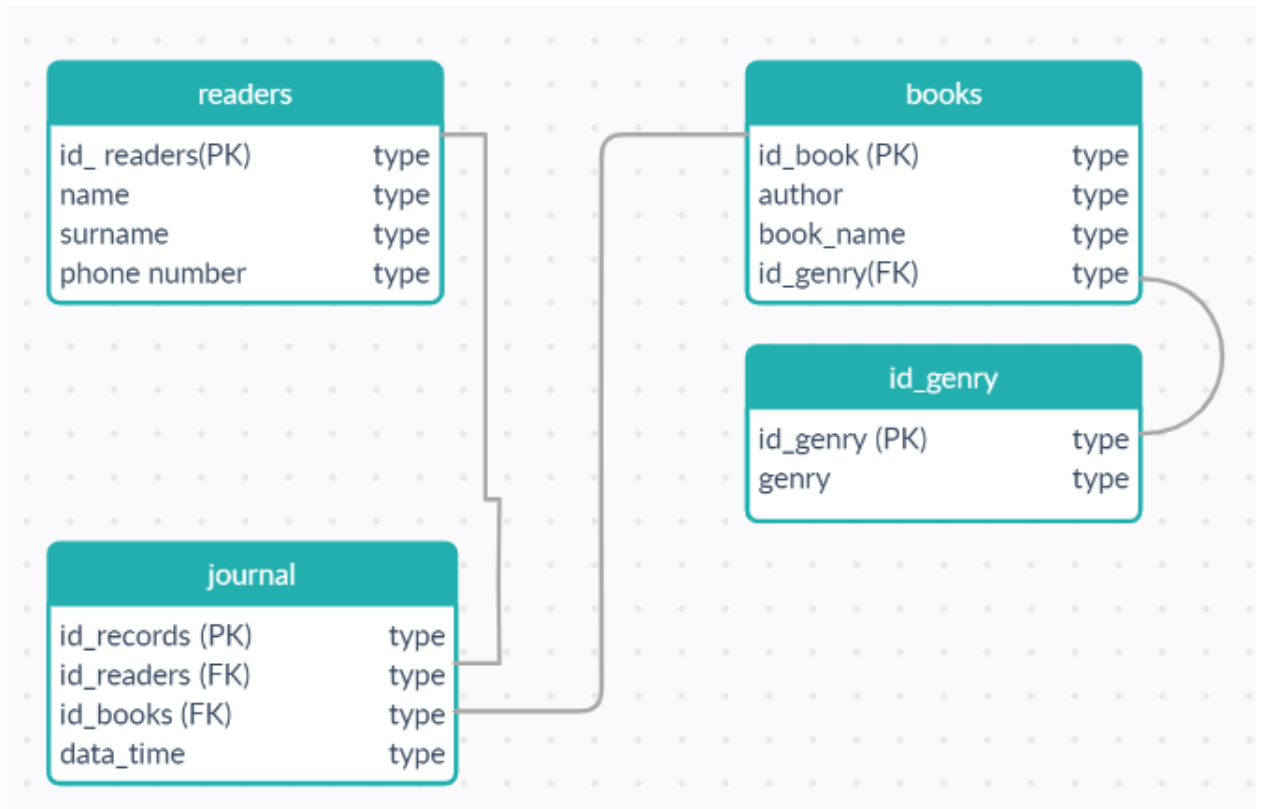 readers
id_ readers(PK) type
name type
surname type
phone number type
books
id_book (PK) type
author type
book_name type
id_genry(FK) type
id_genry
id_genry (PK) type
genry type
journal
id_records (PK) type
id_readers (FK) type
id_books (FK) type
data_time type